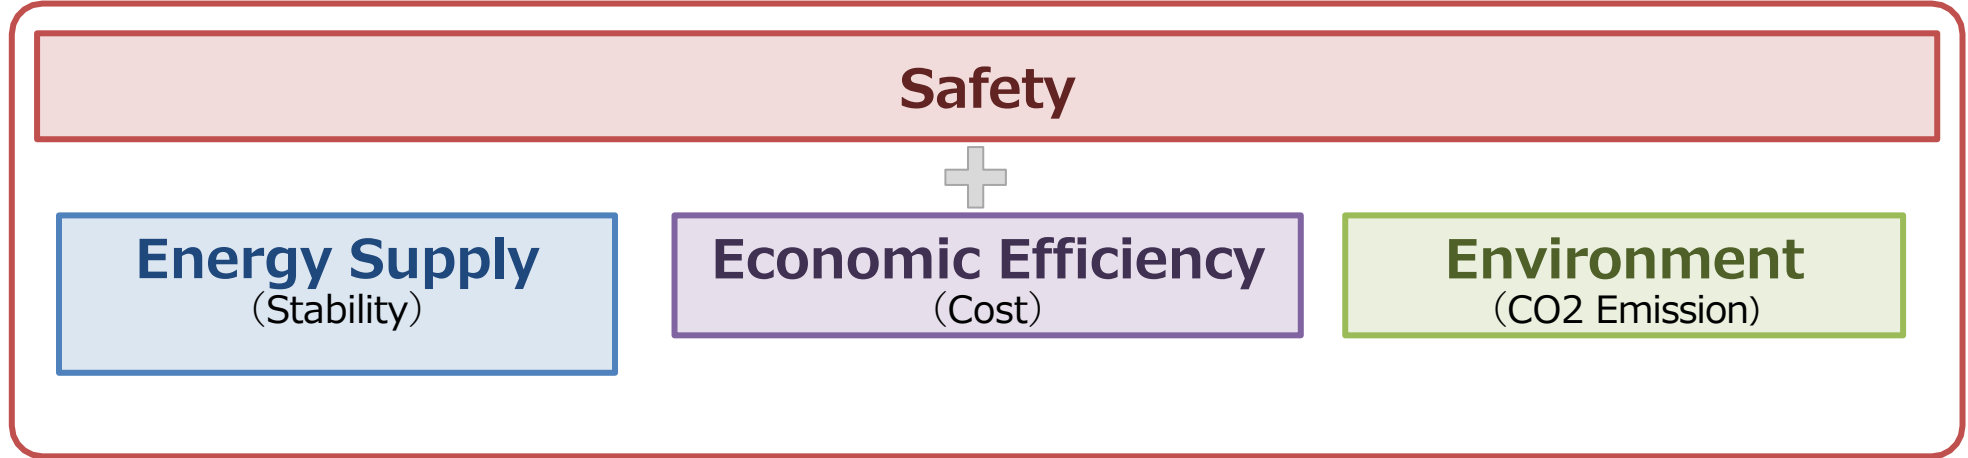 Safety
Energy Supply
（Stability）
Economic Efficiency
（Cost）
Environment
（CO2 Emission)